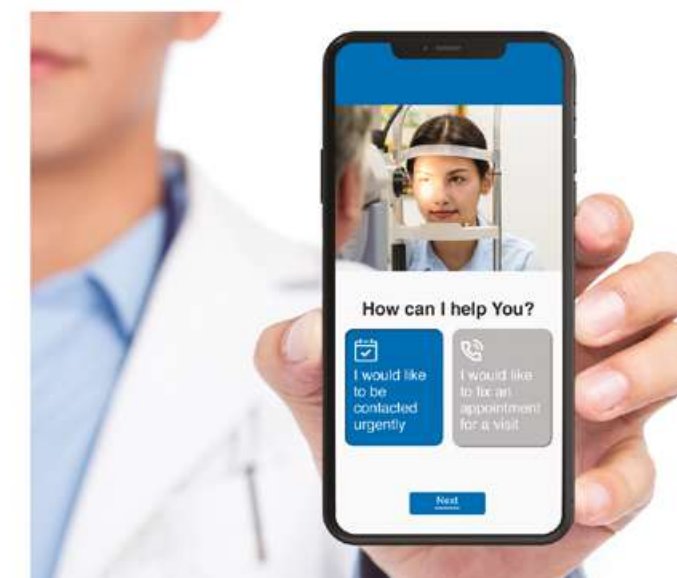 How can I help You?
I would like
to be
contacted
urgently
I would like
to fix an
appointment
for a visit
Next